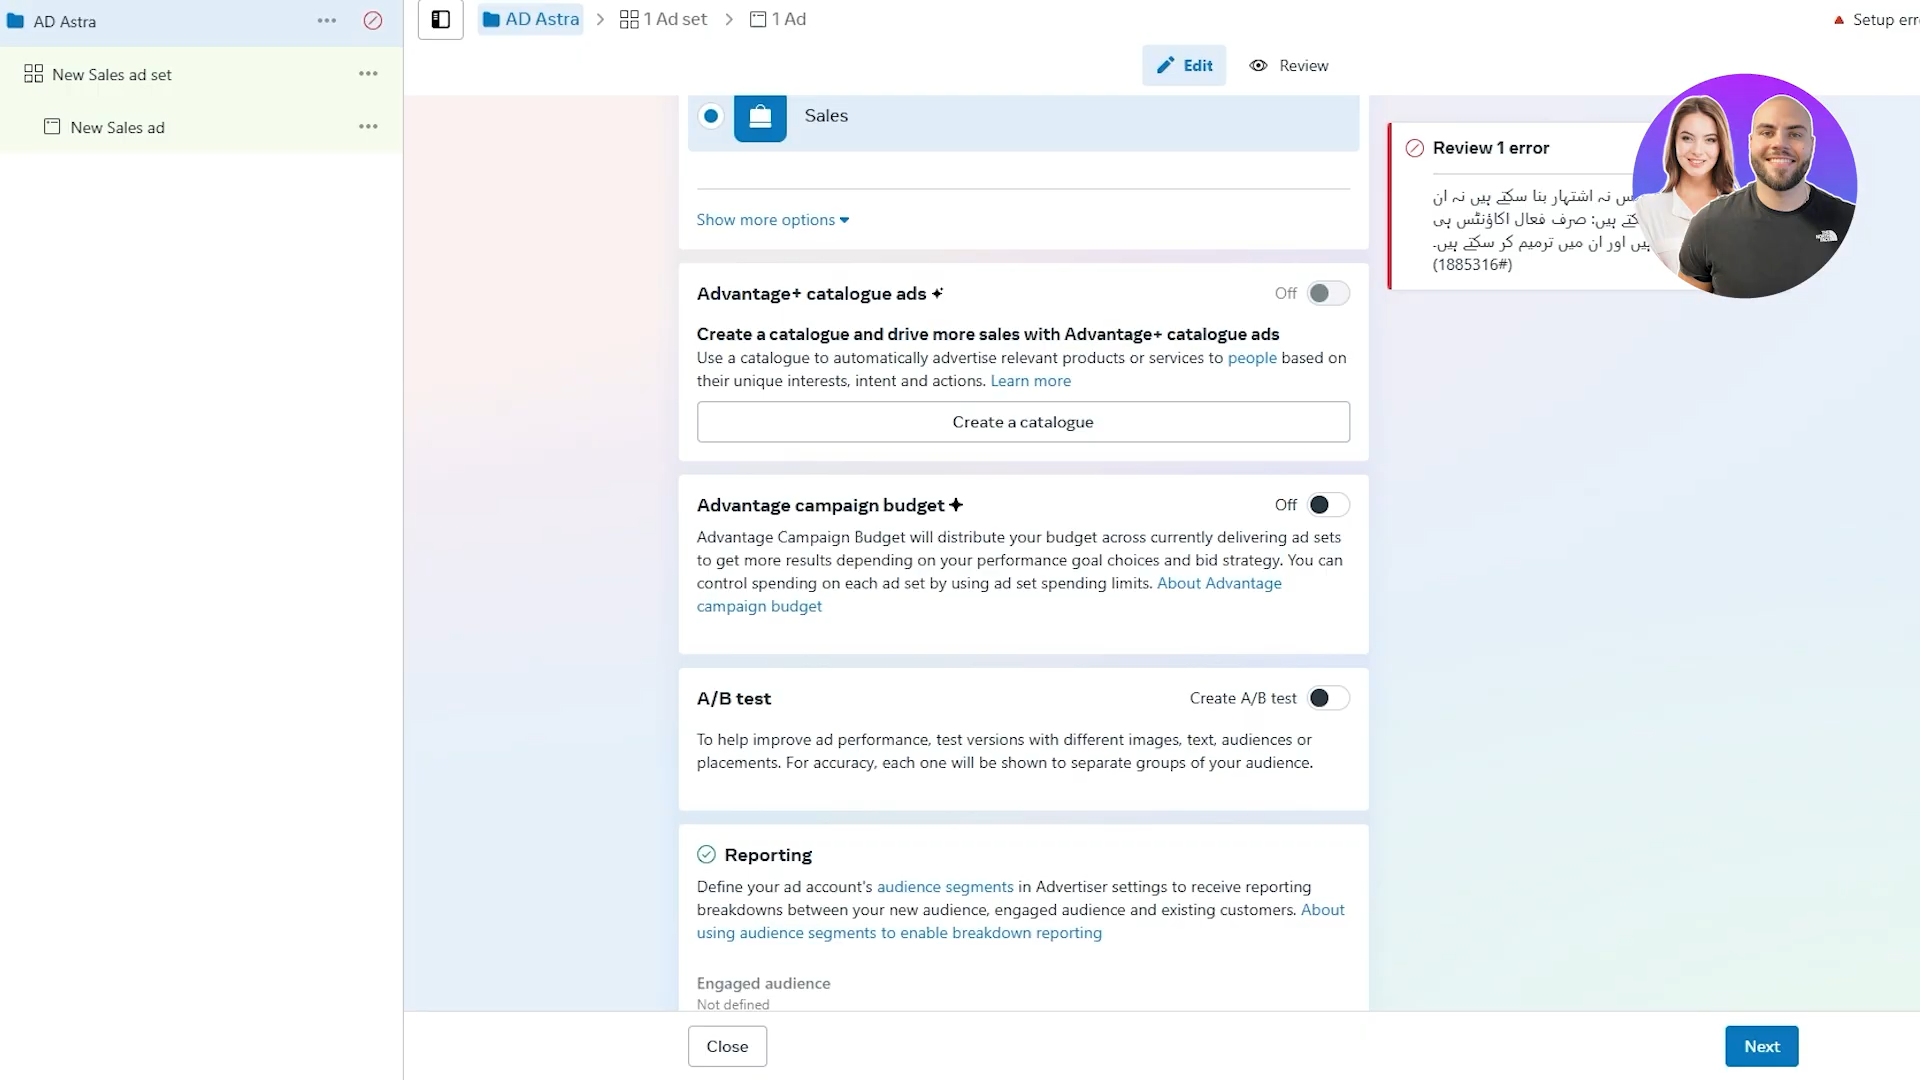 AD Astra
New Sales ad set
New Sales ad
AD Astra
1 Ad set
1 Ad
Setup
Edit
Review
Sales
Show more options
Advantage+ catalogue ads
Off
Create a catalogue and drive more sales with Advantage+ catalogue ads
Use a catalogue to automatically advertise relevant products or services to people based on
their unique interests, intent and actions. Learn more
Create a catalogue
Advantage campaign budget
Off
Advantage Campaign Budget will distribute your budget across currently delivering ad sets
to get more results depending on your performance goal choices and bid strategy. You can
control spending on each ad set by using ad set spending limits. About Advantage
campaign budget
A/B test
Create A/B test
To help improve ad performance, test versions with different images, text, audiences or
placements. For accuracy, each one will be shown to separate groups of your audience.
Reporting
Define your ad account's audience segments in Advertiser settings to receive reporting
breakdowns between your new audience, engaged audience and existing customers. About
using audience segments to enable breakdown reporting
Engaged audience
Not defined
Close
Next
Review 1 error
نہ اشتہار بنا سکتے ہیں نہ ان
ہیں: صرف فعال اکاؤنٹس ہی
اور ان میں ترمیم کر سکتے ہیں۔
(#1885316)
THE NORTH FACE